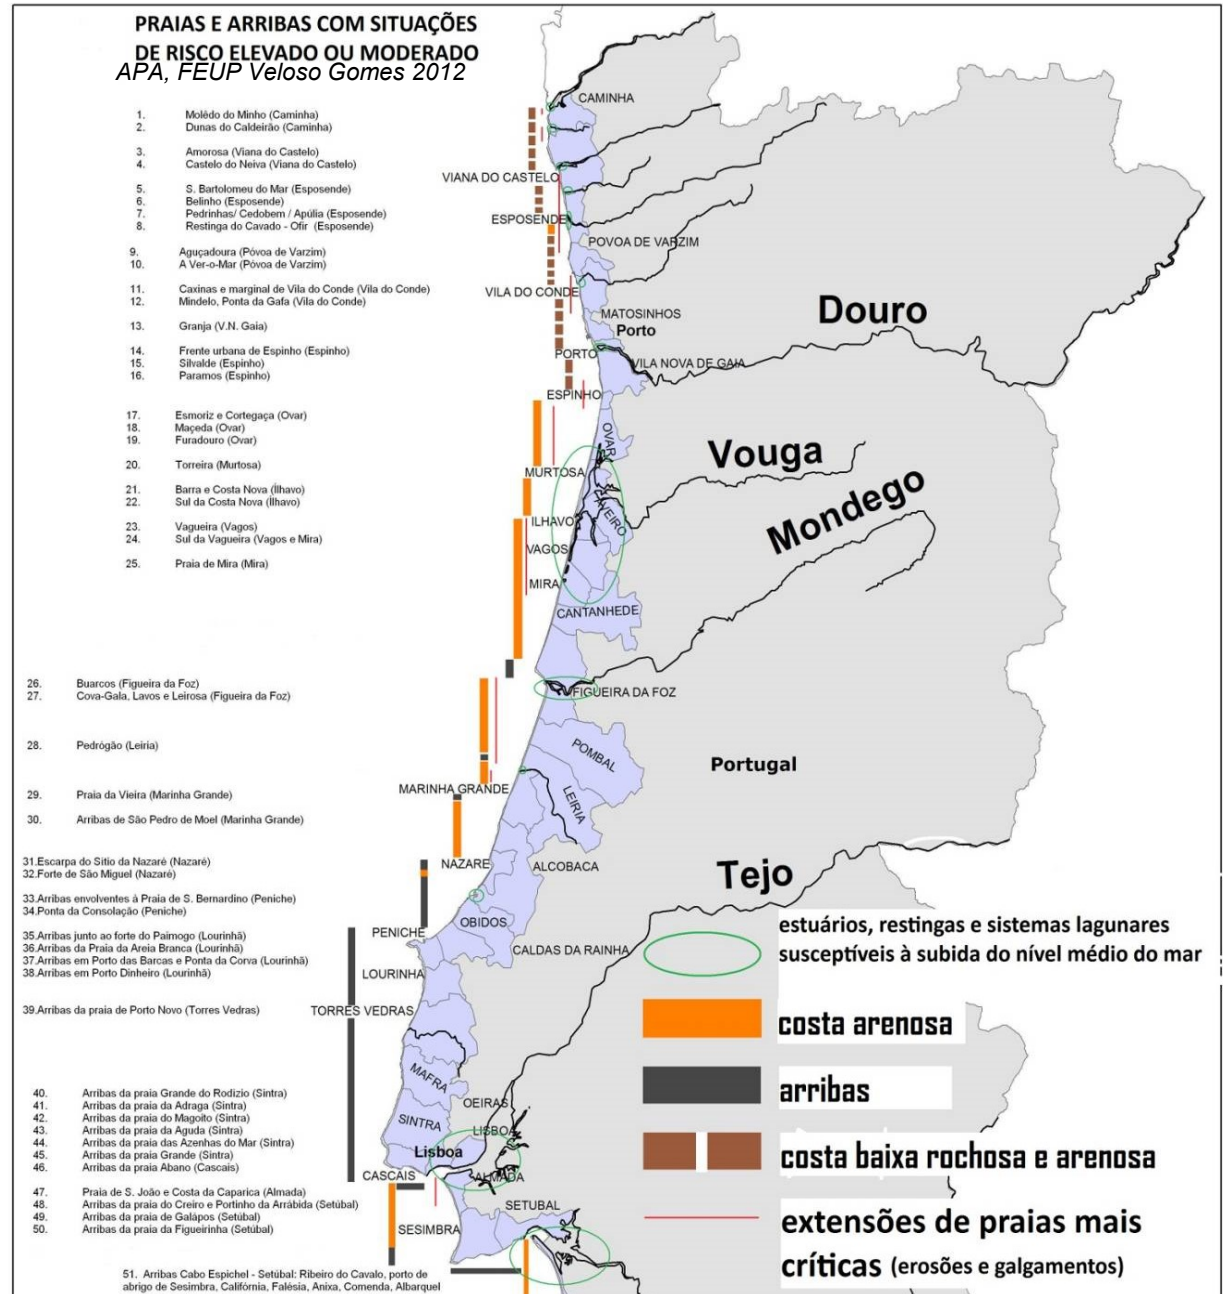 PRAIAS E ARRIBAS COM SITUAÇÕES
DE RISCO ELEVADO OU MODERADO
APA, FEUP Veloso Gomes 2012
1. Molêdo do Minho (Caminha)
2. Dunas do Caldeirão (Caminha)
3. Amorosa (Viana do Castelo)
4. Castelo do Neiva (Viana do Castelo)
5. S. Bartolomeu do Mar (Esposende)
6. Belinho (Esposende)
7. Pedrinhas/ Cedobem / Apúlia (Esposende)
8. Restinga do Cavado - Ofir (Esposende)
9. Aguçadoura (Póvoa de Varzim)
10. A Ver-o-Mar (Póvoa de Varzim)
11. Caxinas e marginal de Vila do Conde (Vila do Conde)
12. Mindelo, Ponta da Gafa (Vila do Conde)
13. Granja (V.N. Gaia)
14. Frente urbana de Espinho (Espinho)
15. Silvalde (Espinho)
16. Paramos (Espinho)
17. Esmoriz e Cortegaça (Ovar)
18. Maçeda (Ovar)
19. Furadouro (Ovar)
20. Torreira (Murtosa)
21. Barra e Costa Nova (Ílhavo)
22. Sul da Costa Nova (Ílhavo)
23. Vagueira (Vagos)
24. Sul da Vagueira (Vagos e Mira)
25. Praia de Mira (Mira)
26. Buarcos (Figueira da Foz)
27. Cova-Gala, Lavos e Leirosa (Figueira da Foz)
28. Pedrógão (Leiria)
29. Praia da Vieira (Marinha Grande)
30. Arribas de São Pedro de Moel (Marinha Grande)
31.Escarpa do Sitio da Nazaré (Nazaré)
32.Forte de São Miguel (Nazaré)
33.Arribas envolventes à Praia de S. Bernardino (Peniche)
34.Ponta da Consolação (Peniche)
35.Arribas junto ao forte do Paimogo (Lourinhã)
36.Arribas da Praia da Areia Branca (Lourinhã)
37.Arribas em Porto das Barcas e Ponta da Corva (Lourinhã)
38.Arribas em Porto Dinheiro (Lourinhã)
39.Arribas da praia de Porto Novo (Torres Vedras)
40. Arribas da praia Grande do Rodízio (Sintra)
41. Arribas da praia da Adraga (Sintra)
42. Arribas da praia do Magoito (Sintra)
43. Arribas da praia da Aguda (Sintra)
44. Arribas da praia das Azenhas do Mar (Sintra)
45. Arribas da praia Grande (Sintra)
46. Arribas da praia Abano (Cascais)
47. Praia de S. João e Costa da Caparica (Almada)
48. Arribas da praia do Creiro e Portinho da Arrábida (Setúbal)
49. Arribas da praia de Galápos (Setúbal)
50. Arribas da praia da Figueirinha (Setúbal)
51. Arribas Cabo Espichel - Setúbal: Ribeiro do Cavalo, porto de
abrigo de Sesimbra, Califórnia, Falésia, Anixa, Comenda, Albarquel
CAMINHA
VIANA DO CASTELO
ESPOSENDE
POVOA DE VARZIM
VILA DO CONDE
MATOSINHOS
Porto
PORTO
VILA NOVA DE GAIA
ESPINHO
OVAR
MURTOSA
AVEIRO
ILHAVO
VAGOS
MIRA
CANTANHEDE
FIGUEIRA DA FOZ
POMBAL
LEIRIA
MARINHA GRANDE
NAZARE
ALCOBACA
OBIDOS
PENICHE
CALDAS DA RAINHA
LOURINHA
TORRES VEDRAS
MAFRA
OEIRAS
SINTRA
LISBOA
Lisboa
CASCAIS
ALMADA
SETUBAL
SESIMBRA
Douro
Vouga
Mondego
Portugal
Tejo
estuários, restingas e sistemas lagunares
susceptíveis à subida do nível médio do mar
costa arenosa
arribas
costa baixa rochosa e arenosa
extensões de praias mais
críticas (erosões e galgamentos)